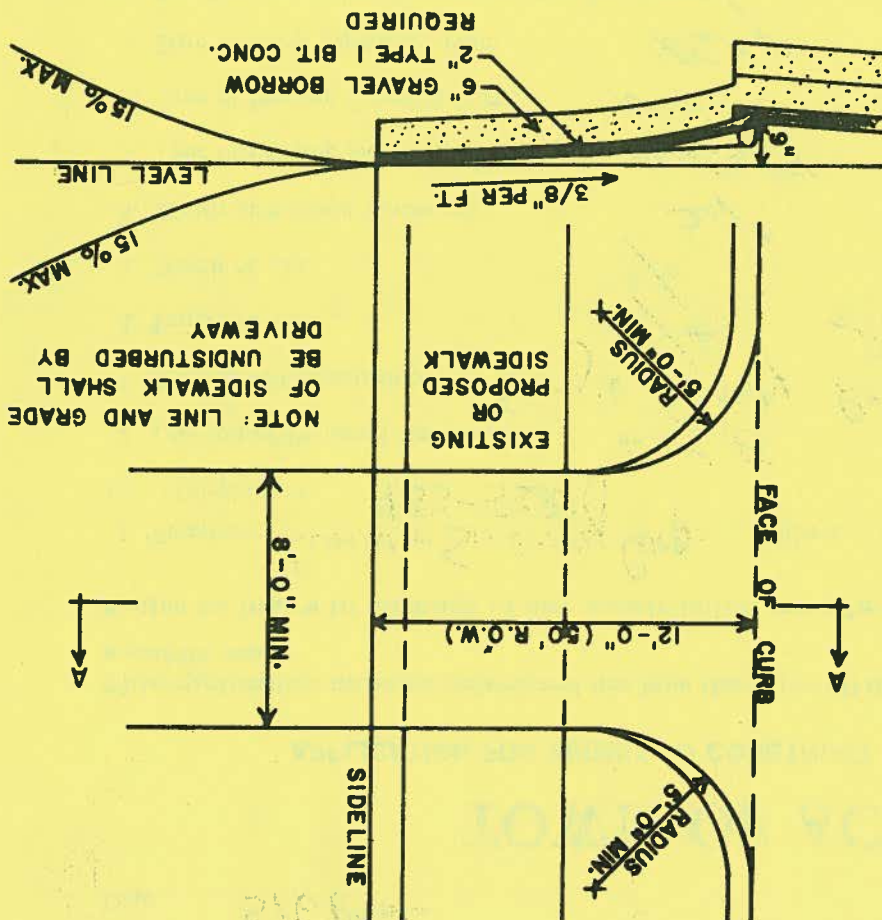 RADIUS
5'-0" MIN.
SIDELINE
FACE OF CURB
12'-0" (50' R.O.W.)
8'-0" MIN.
A
A
RADIUS
5'-0" MIN.
EXISTING
OR
PROPOSED
SIDEWALK
NOTE: LINE AND GRADE
OF SIDEWALK SHALL
BE UNDISTURBED BY
DRIVEWAY
3/8" PER FT.
6"
15% MAX.
LEVEL LINE
15% MAX.
6" GRAVEL BORROW
2" TYPE I BIT. CONC.
REQUIRED